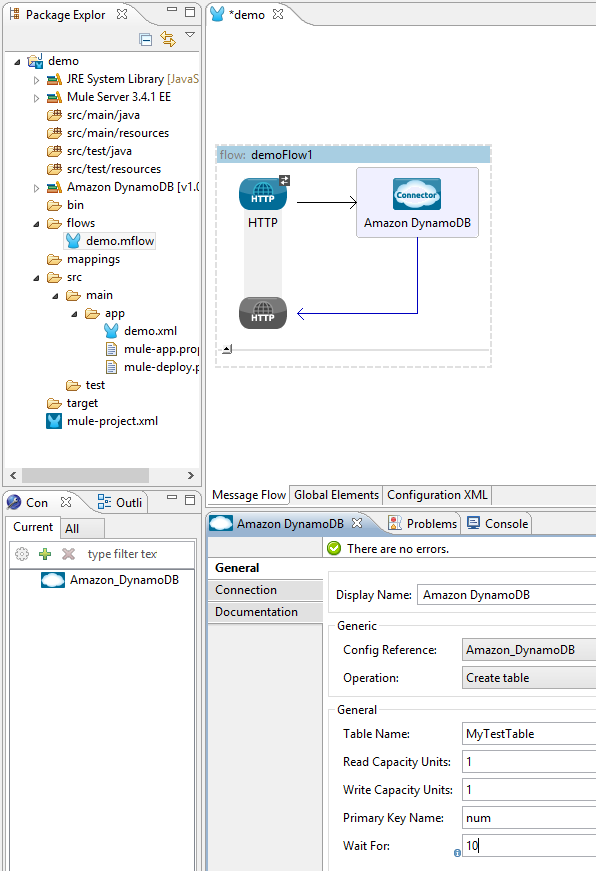 Package Explor
demo
JRE System Library [JavaS
Mule Server 3.4.1 EE
src/main/java
src/main/resources
src/test/java
src/test/resources
Amazon DynamoDB [v1.0
bin
flows
demo.mflow
mappings
src
main
app
demo.xml
mule-app.prop
mule-deploy.p
test
target
mule-project.xml
*demo
flow: demoFlow1
HTTP
HTTP
Connector
Amazon DynamoDB
HTTP
Message Flow
Global Elements
Configuration XML
Con
Outli
Current
All
type filter tex
Amazon_DynamoDB
Amazon DynamoDB
Problems
Console
There are no errors.
General
Connection
Documentation
Display Name: Amazon DynamoDB
Generic
Config Reference: Amazon_DynamoDB
Operation: Create table
General
Table Name: MyTestTable
Read Capacity Units: 1
Write Capacity Units: 1
Primary Key Name: num
Wait For: 10